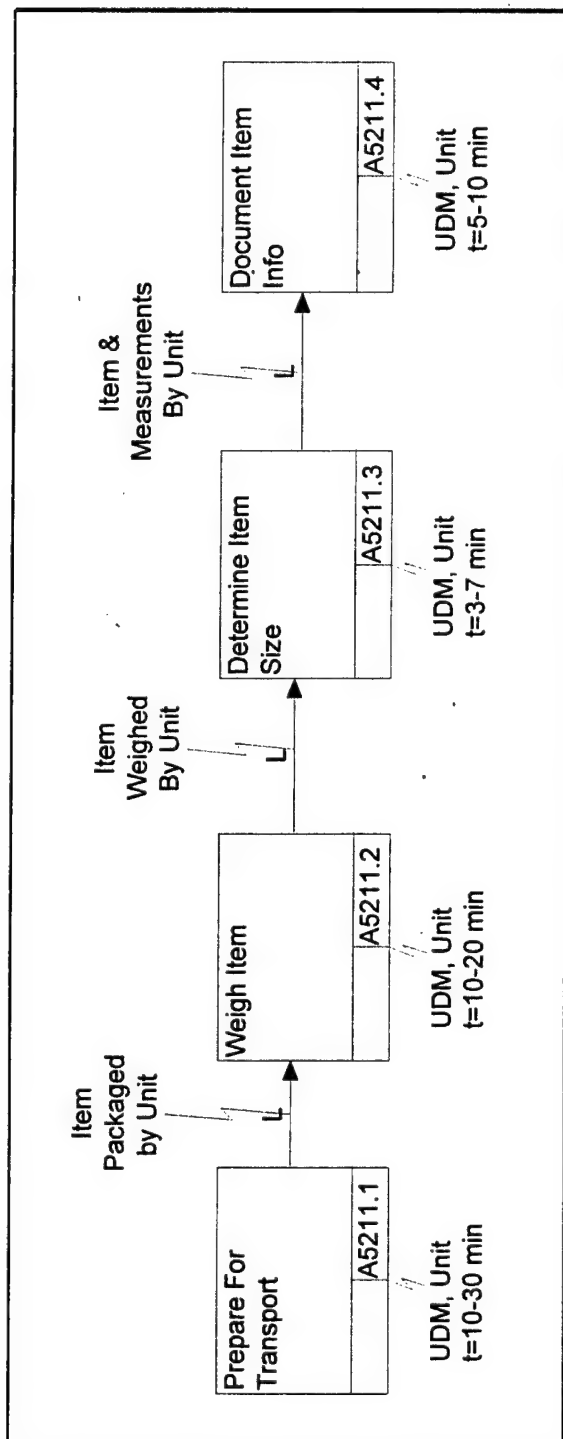 Prepare For
Transport
A5211.1
UDM, Unit
t=10-30 min
Item
Packaged
by Unit
L
Weigh Item
A5211.2
UDM, Unit
t=10-20 min
Item
Weighed
By Unit
L
Determine Item
Size
A5211.3
UDM, Unit
t=3-7 min
Item &
Measurements
By Unit
L
Document Item
Info
A5211.4
UDM, Unit
t=5-10 min